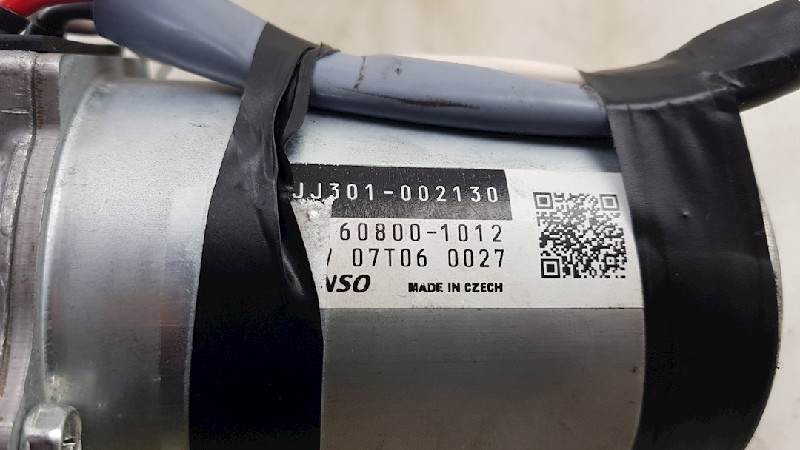 JJ301-002130
60800-1012
V 07T06 0027
NSO MADE IN CZECH